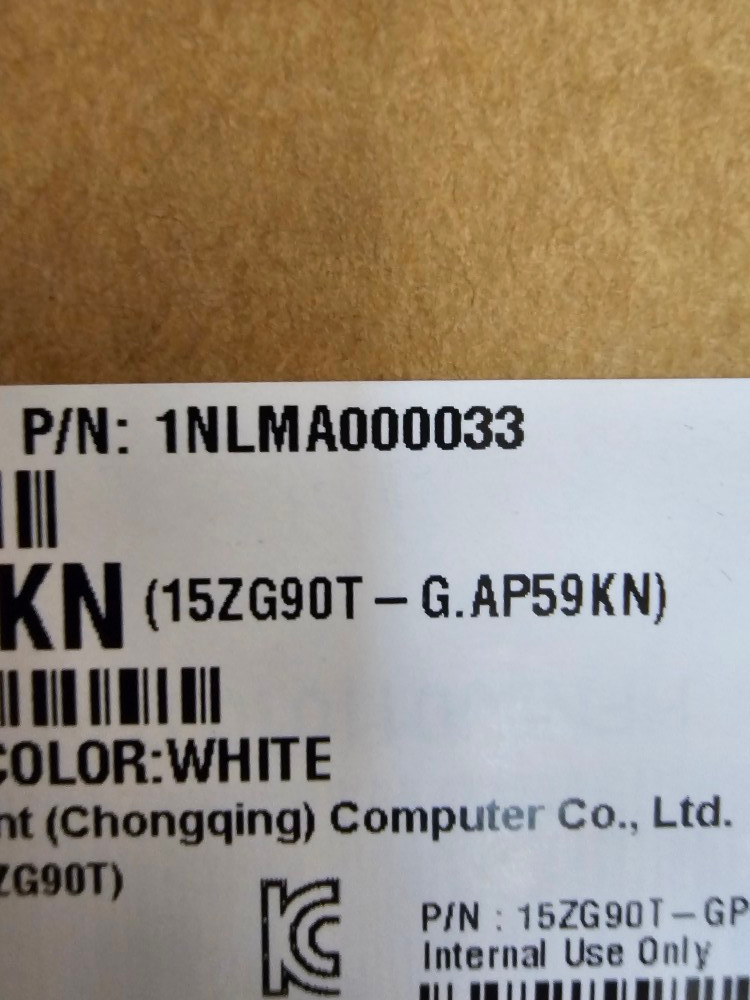 P/N: 1NLMA000033
KN (15ZG90T-G.AP59KN)
COLOR:WHITE
nt (Chongqing) Computer Co., Ltd.
ZG90T)
P/N : 15ZG90T-GP
Internal Use Only